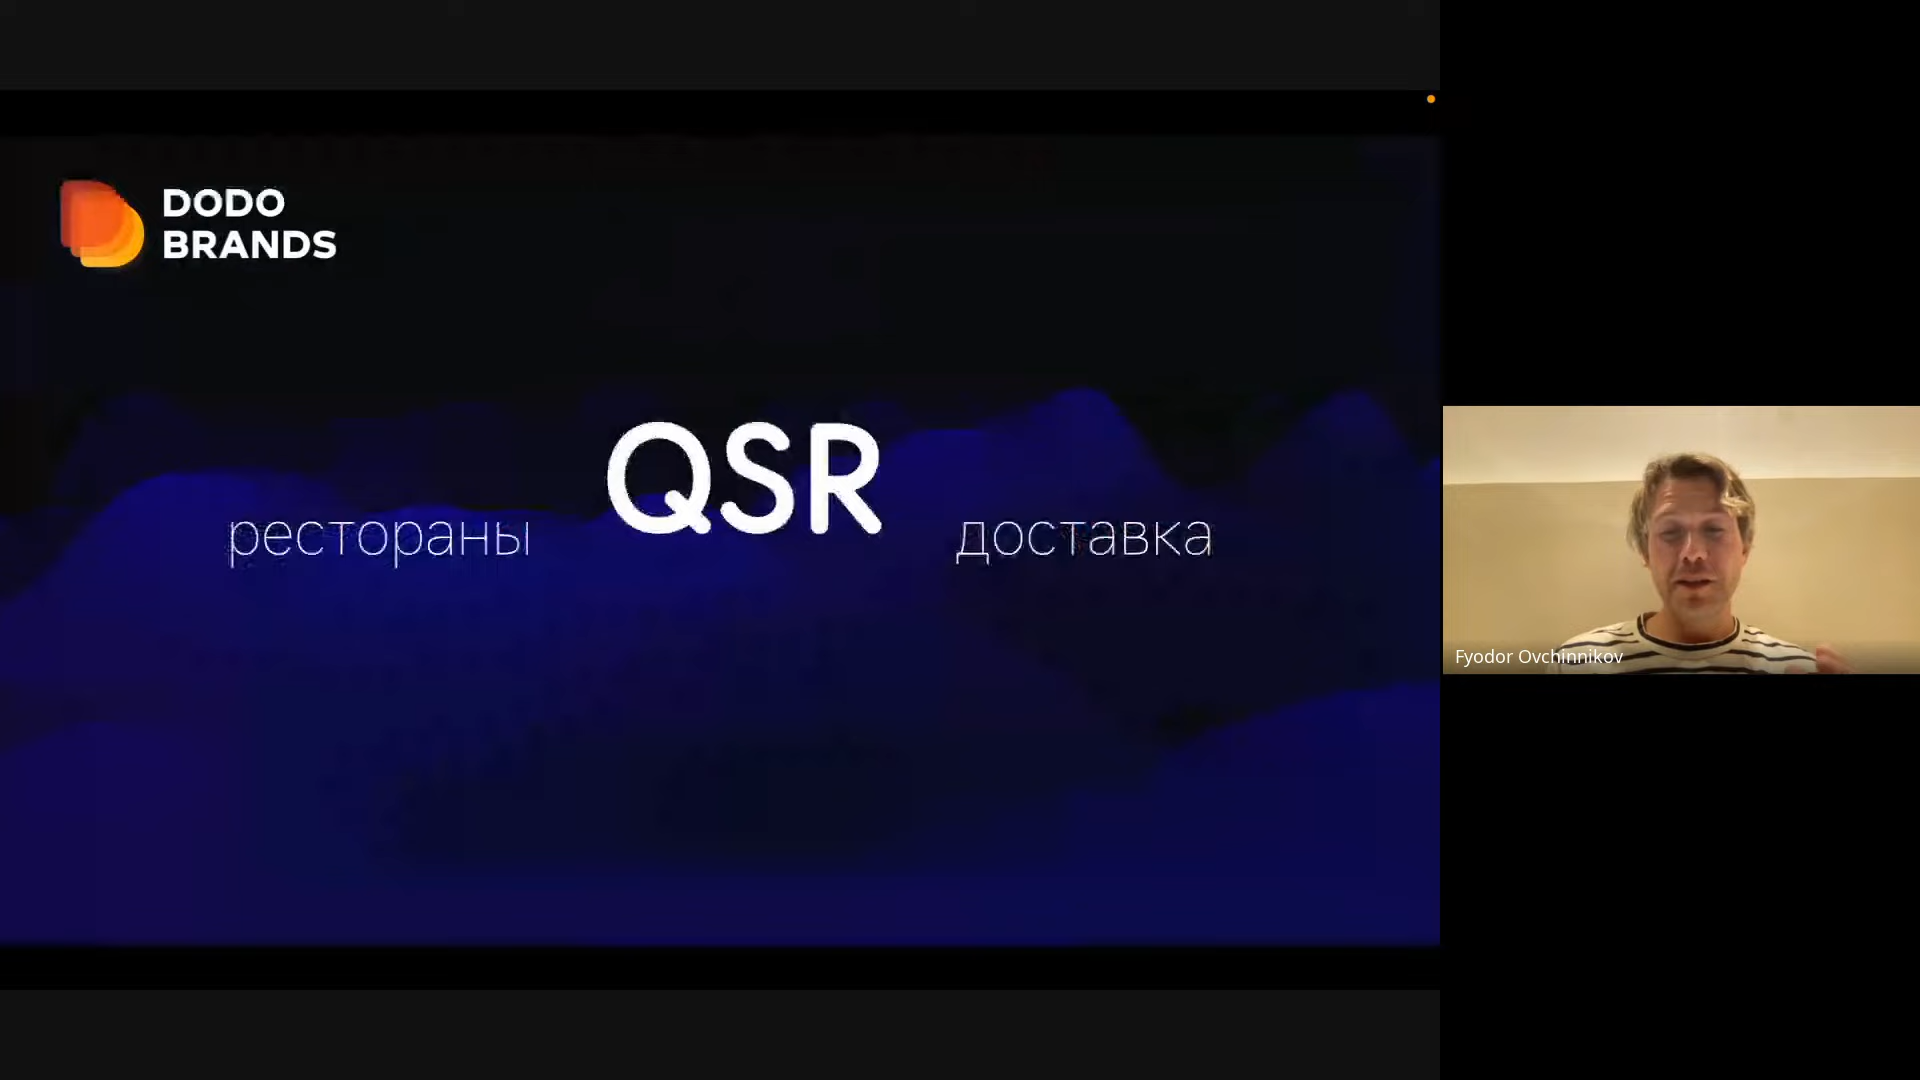 DODO
BRANDS
QSR
рестораны
доставка
Fyodor Ovchinnikov